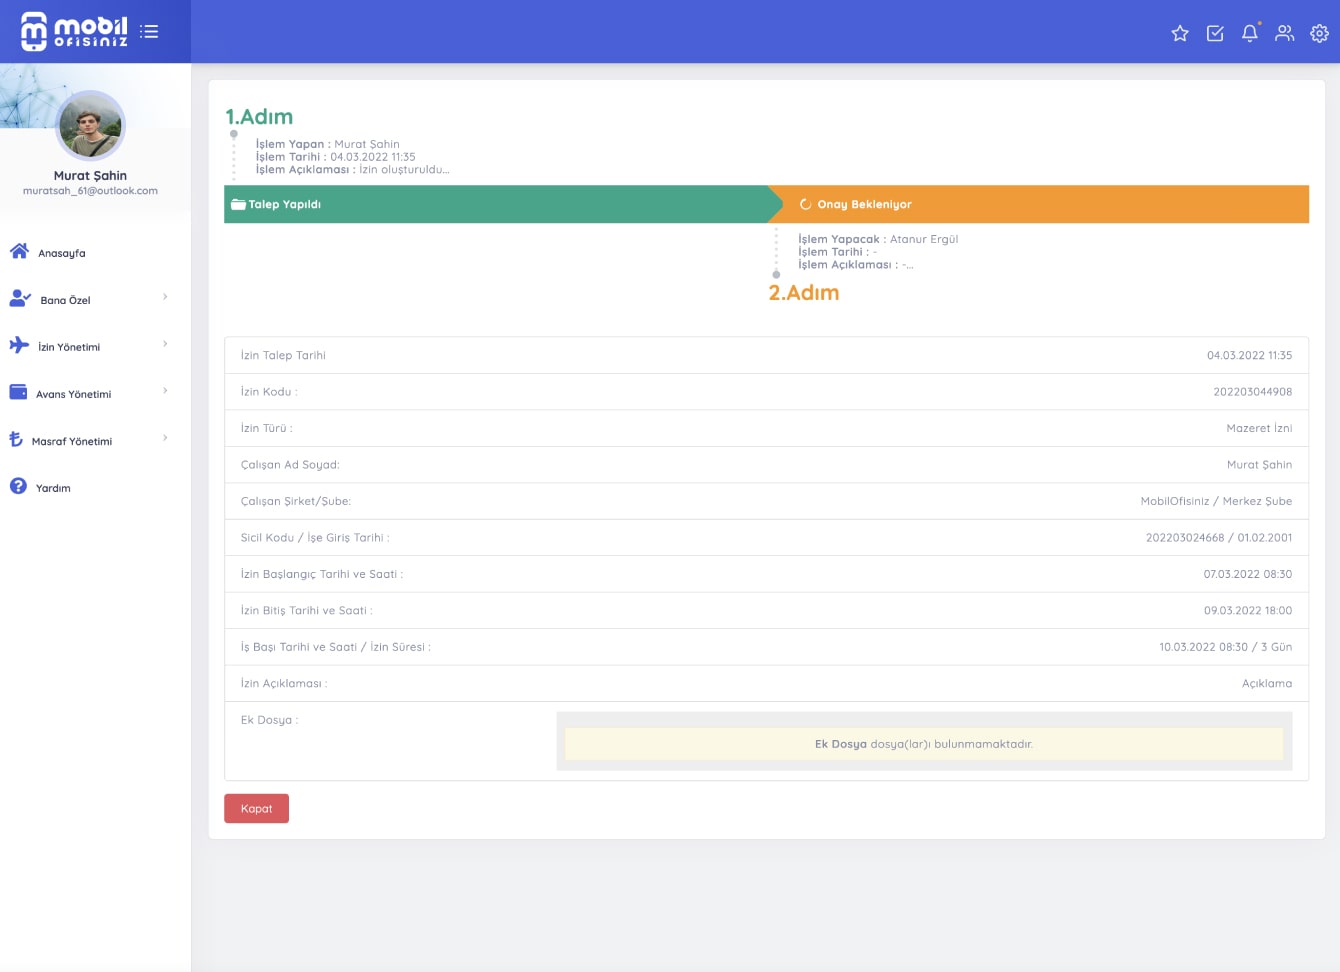 mobil
OFİSİNİZ
Murat Şahin
muratsah_61@outlook.com
Anasayfa
Bana Özel
İzin Yönetimi
Avans Yönetimi
Masraf Yönetimi
Yardım
1.Adım
İşlem Yapan : Murat Şahin
İşlem Tarihi : 04.03.2022 11:35
İşlem Açıklaması : İzin oluşturuldu...
Talep Yapıldı
Onay Bekleniyor
İşlem Yapacak : Atanur Ergül
İşlem Tarihi : -
İşlem Açıklaması : -...
2.Adım
İzin Talep Tarihi 04.03.2022 11:35
İzin Kodu : 202203044908
İzin Türü : Mazeret İzni
Çalışan Ad Soyad: Murat Şahin
Çalışan Şirket/Şube: MobilOfisiniz / Merkez Şube
Sicil Kodu / İşe Giriş Tarihi : 202203024668 / 01.02.2001
İzin Başlangıç Tarihi ve Saati : 07.03.2022 08:30
İzin Bitiş Tarihi ve Saati : 09.03.2022 18:00
İş Başı Tarihi ve Saati / İzin Süresi : 10.03.2022 08:30 / 3 Gün
İzin Açıklaması : Açıklama
Ek Dosya :
Ek Dosya dosya(lar)ı bulunmamaktadır.
Kapat